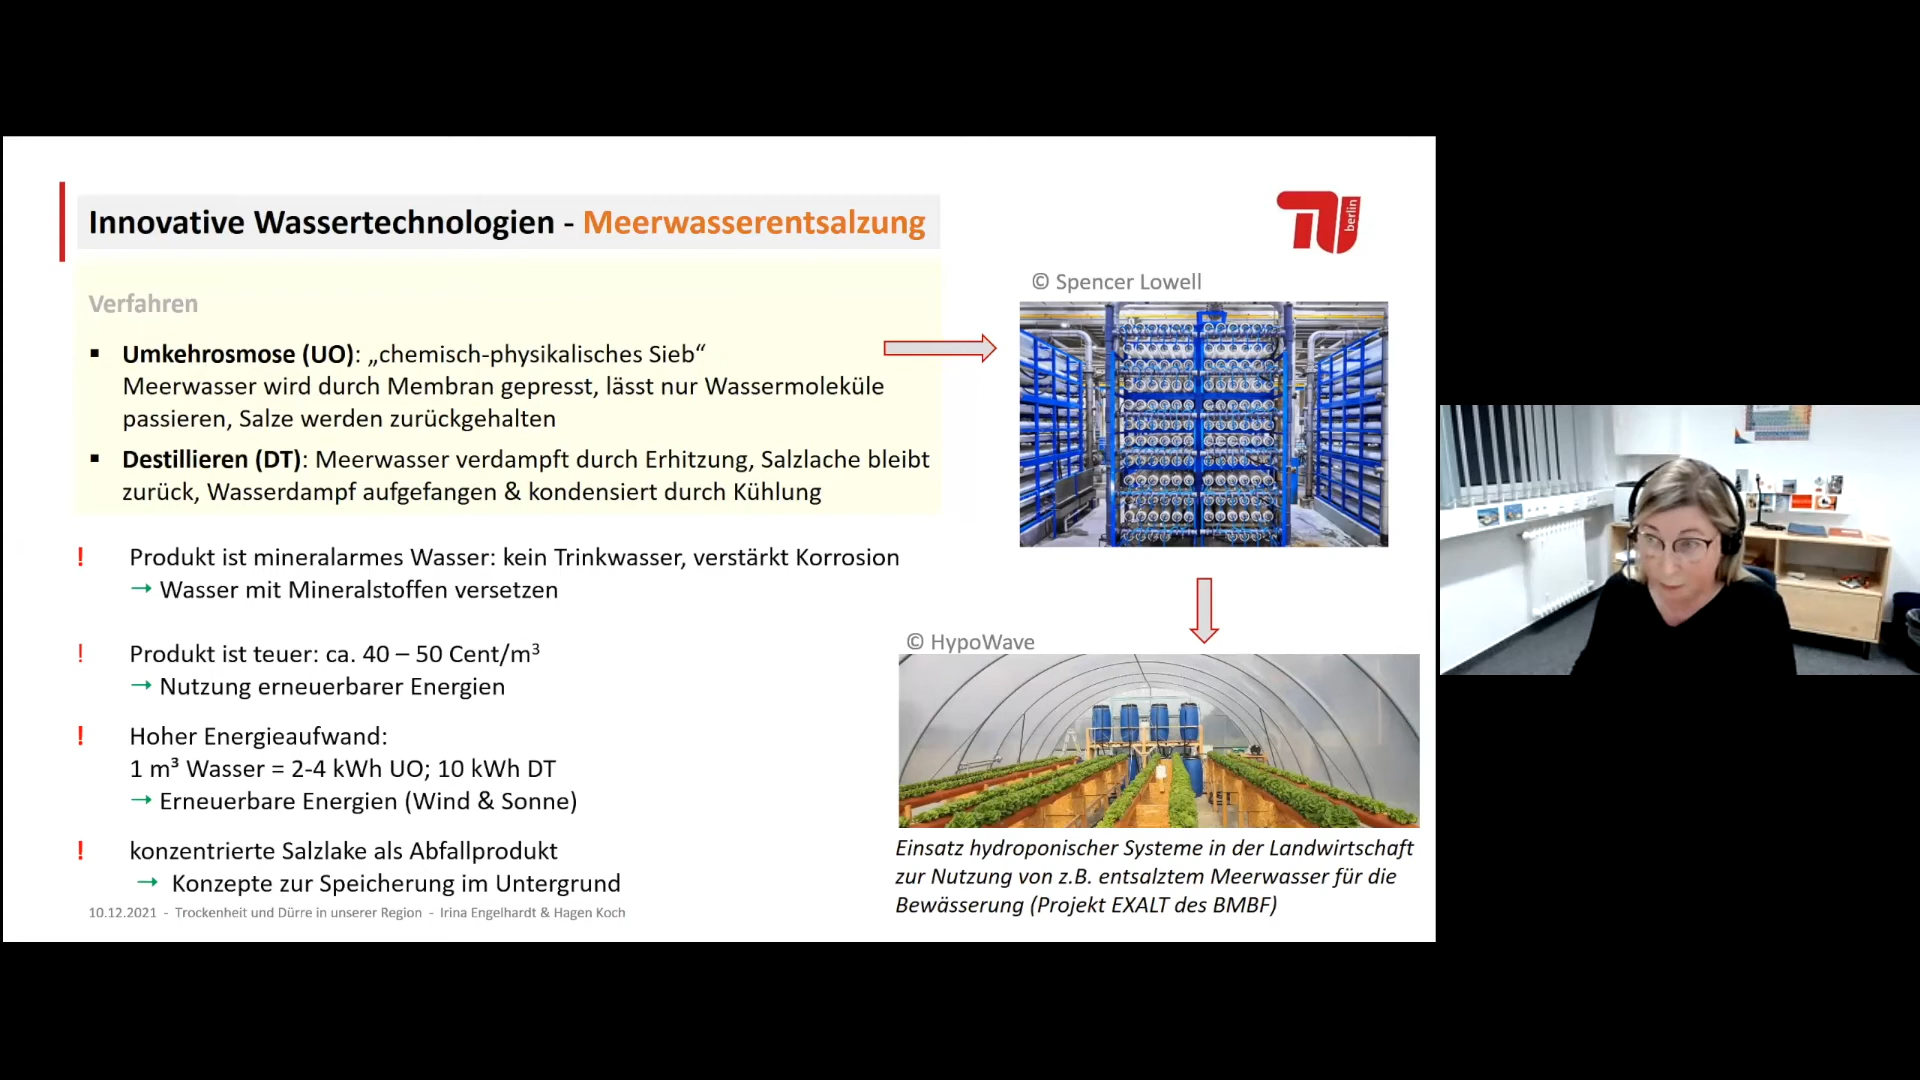 Innovative Wassertechnologien - Meerwasserentsalzung
berlin
Verfahren
▪ Umkehrosmose (UO): „chemisch-physikalisches Sieb“
Meerwasser wird durch Membran gepresst, lässt nur Wassermoleküle
passieren, Salze werden zurückgehalten
▪ Destillieren (DT): Meerwasser verdampft durch Erhitzung, Salzlache bleibt
zurück, Wasserdampf aufgefangen & kondensiert durch Kühlung
! Produkt ist mineralarmes Wasser: kein Trinkwasser, verstärkt Korrosion
→ Wasser mit Mineralstoffen versetzen
! Produkt ist teuer: ca. 40 – 50 Cent/m³
→ Nutzung erneuerbarer Energien
! Hoher Energieaufwand:
1 m³ Wasser = 2-4 kWh UO; 10 kWh DT
→ Erneuerbare Energien (Wind & Sonne)
! konzentrierte Salzlake als Abfallprodukt
→ Konzepte zur Speicherung im Untergrund
10.12.2021 - Trockenheit und Dürre in unserer Region - Irina Engelhardt & Hagen Koch
© Spencer Lowell
© HypoWave
Einsatz hydroponischer Systeme in der Landwirtschaft
zur Nutzung von z.B. entsalztem Meerwasser für die
Bewässerung (Projekt EXALT des BMBF)